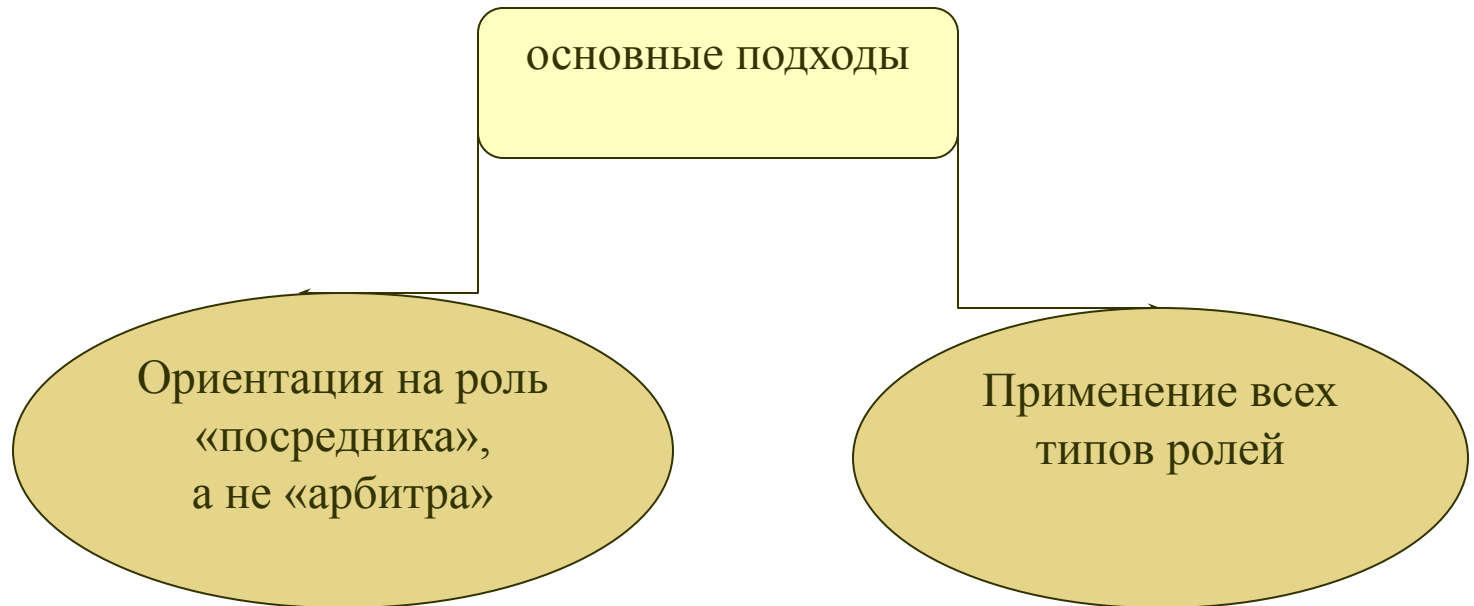 основные подходы
Ориентация на роль
«посредника»,
а не «арбитра»
Применение всех
типов ролей